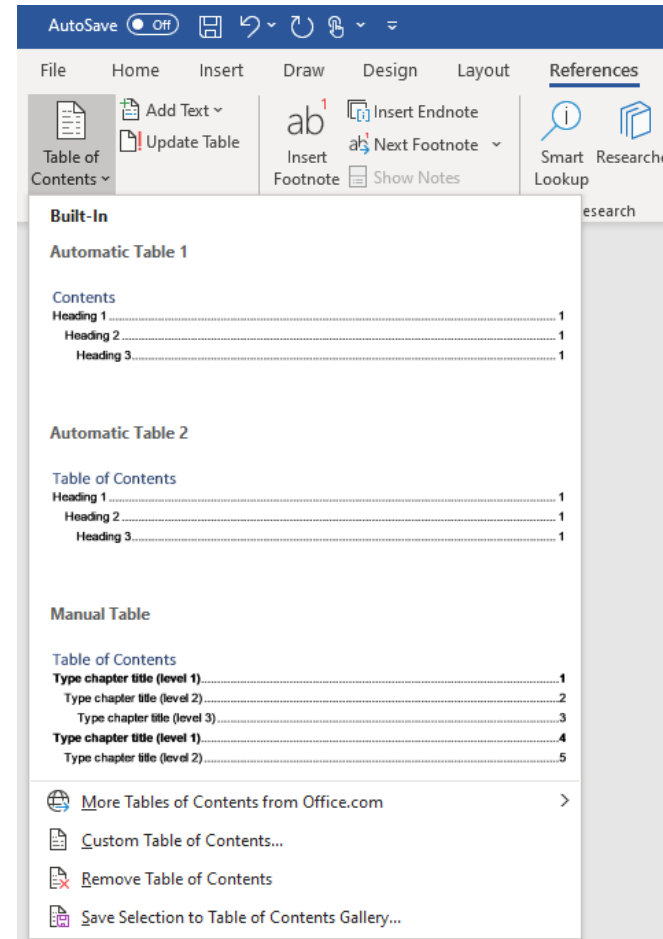 AutoSave Off
File Home Insert Draw Design Layout References
Table of Contents
Add Text
Update Table
ab1
Insert Footnote
Insert Endnote
Next Footnote
Show Notes
Smart Lookup
esearch
Built-In
Automatic Table 1
Contents
Heading 1 1
Heading 2 1
Heading 3 1
Automatic Table 2
Table of Contents
Heading 1 1
Heading 2 1
Heading 3 1
Manual Table
Table of Contents
Type chapter title (level 1) 1
Type chapter title (level 2) 2
Type chapter title (level 3) 3
Type chapter title (level 1) 4
Type chapter title (level 2) 5
More Tables of Contents from Office.com
Custom Table of Contents...
Remove Table of Contents
Save Selection to Table of Contents Gallery...